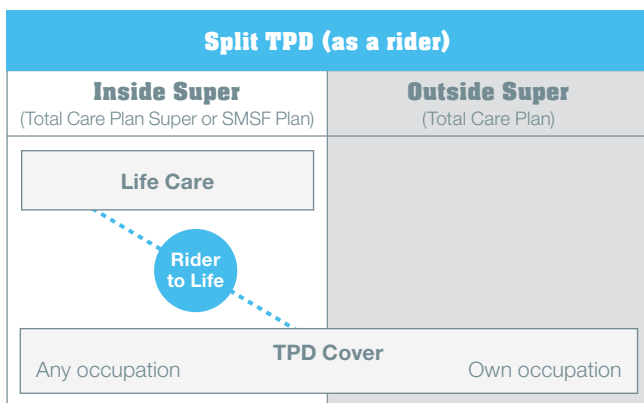 Split TPD (as a rider)
Inside Super
(Total Care Plan Super or SMSF Plan)
Outside Super
(Total Care Plan)
Life Care
Rider
to Life
TPD Cover
Any occupation
Own occupation